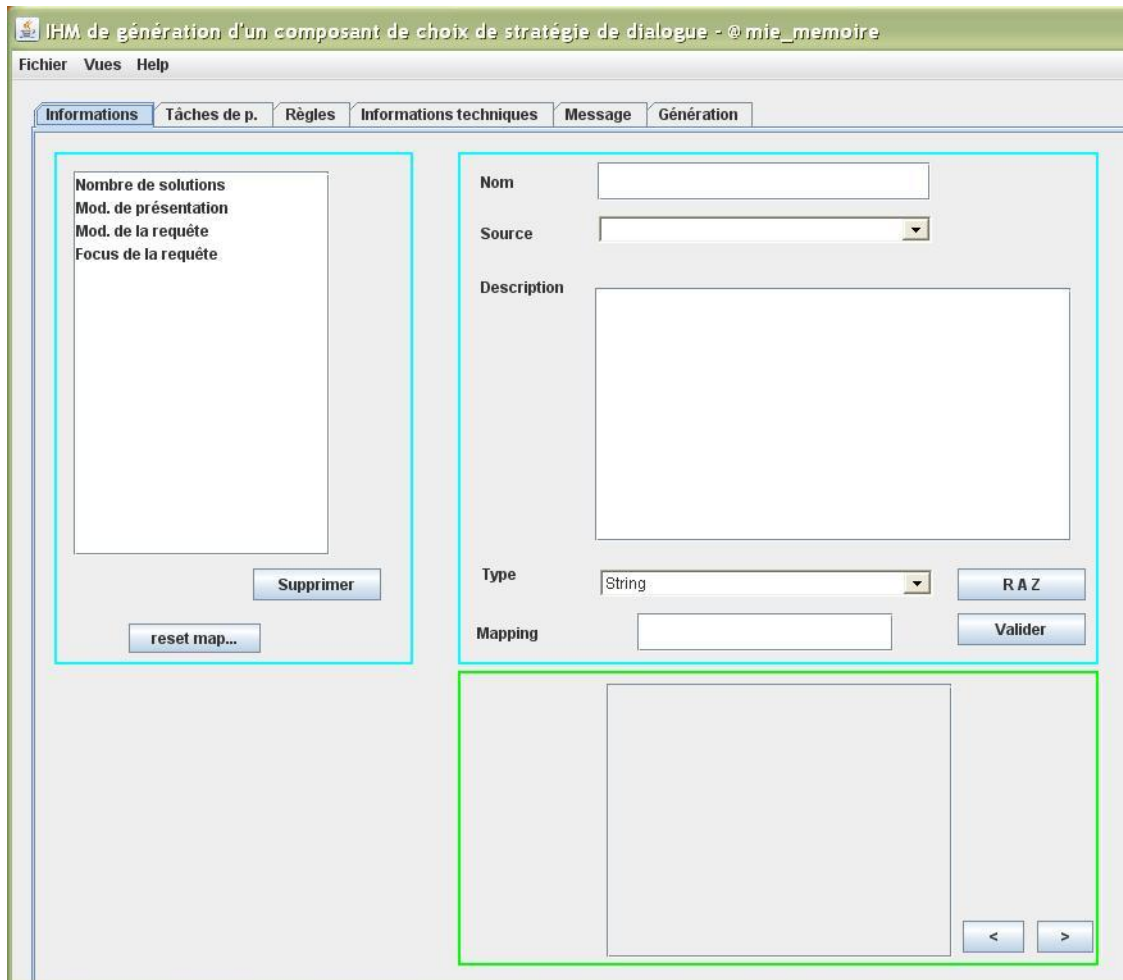 IHM de génération d'un composant de choix de stratégie de dialogue - @ mie_memoire
Fichier Vues Help
Informations Tâches de p. Règles Informations techniques Message Génération
Nombre de solutions
Mod. de présentation
Mod. de la requête
Focus de la requête
Supprimer
reset map...
Nom
Source
Description
Type String R A Z
Mapping Valider
< >